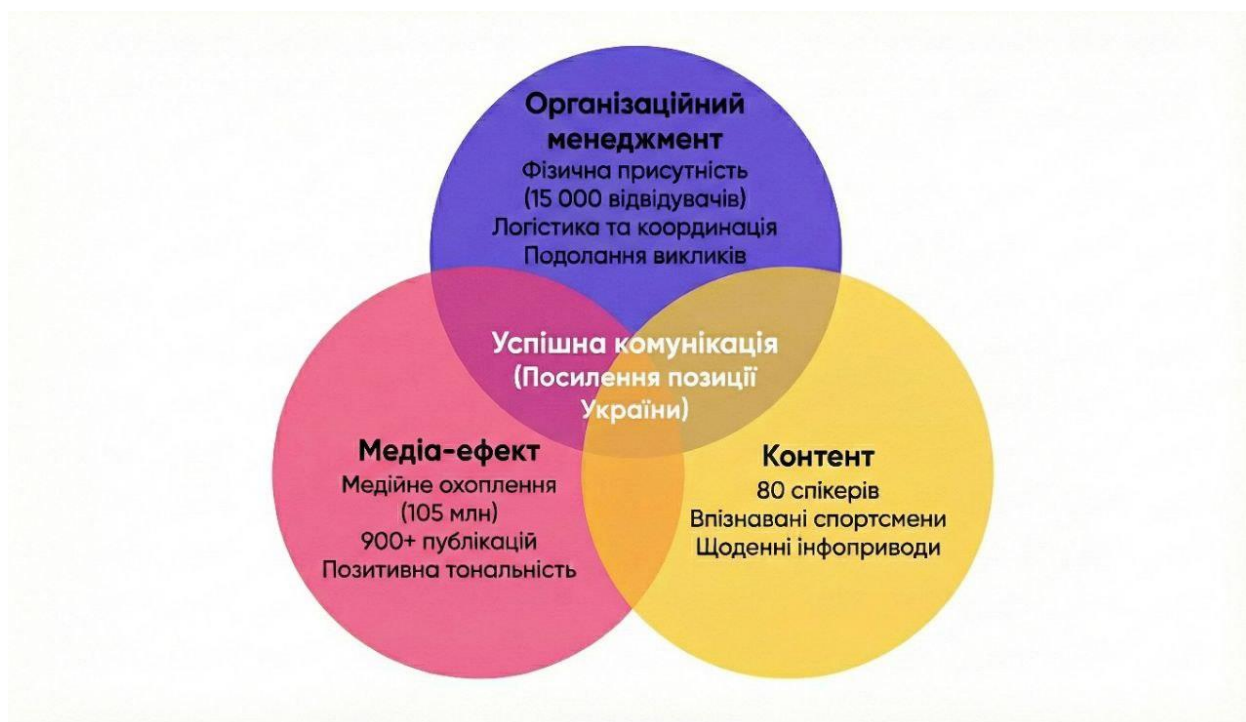 Організаційний
менеджмент
Фізична присутність
(15 000 відвідувачів)
Логістика та координація
Подолання викликів
Успішна комунікація
(Посилення позиції
України)
Медіа-ефект
Медійне охоплення
(105 млн)
900+ публікацій
Позитивна тональність
Контент
80 спікерів
Впізнавані спортсмени
Щоденні інфоприводи